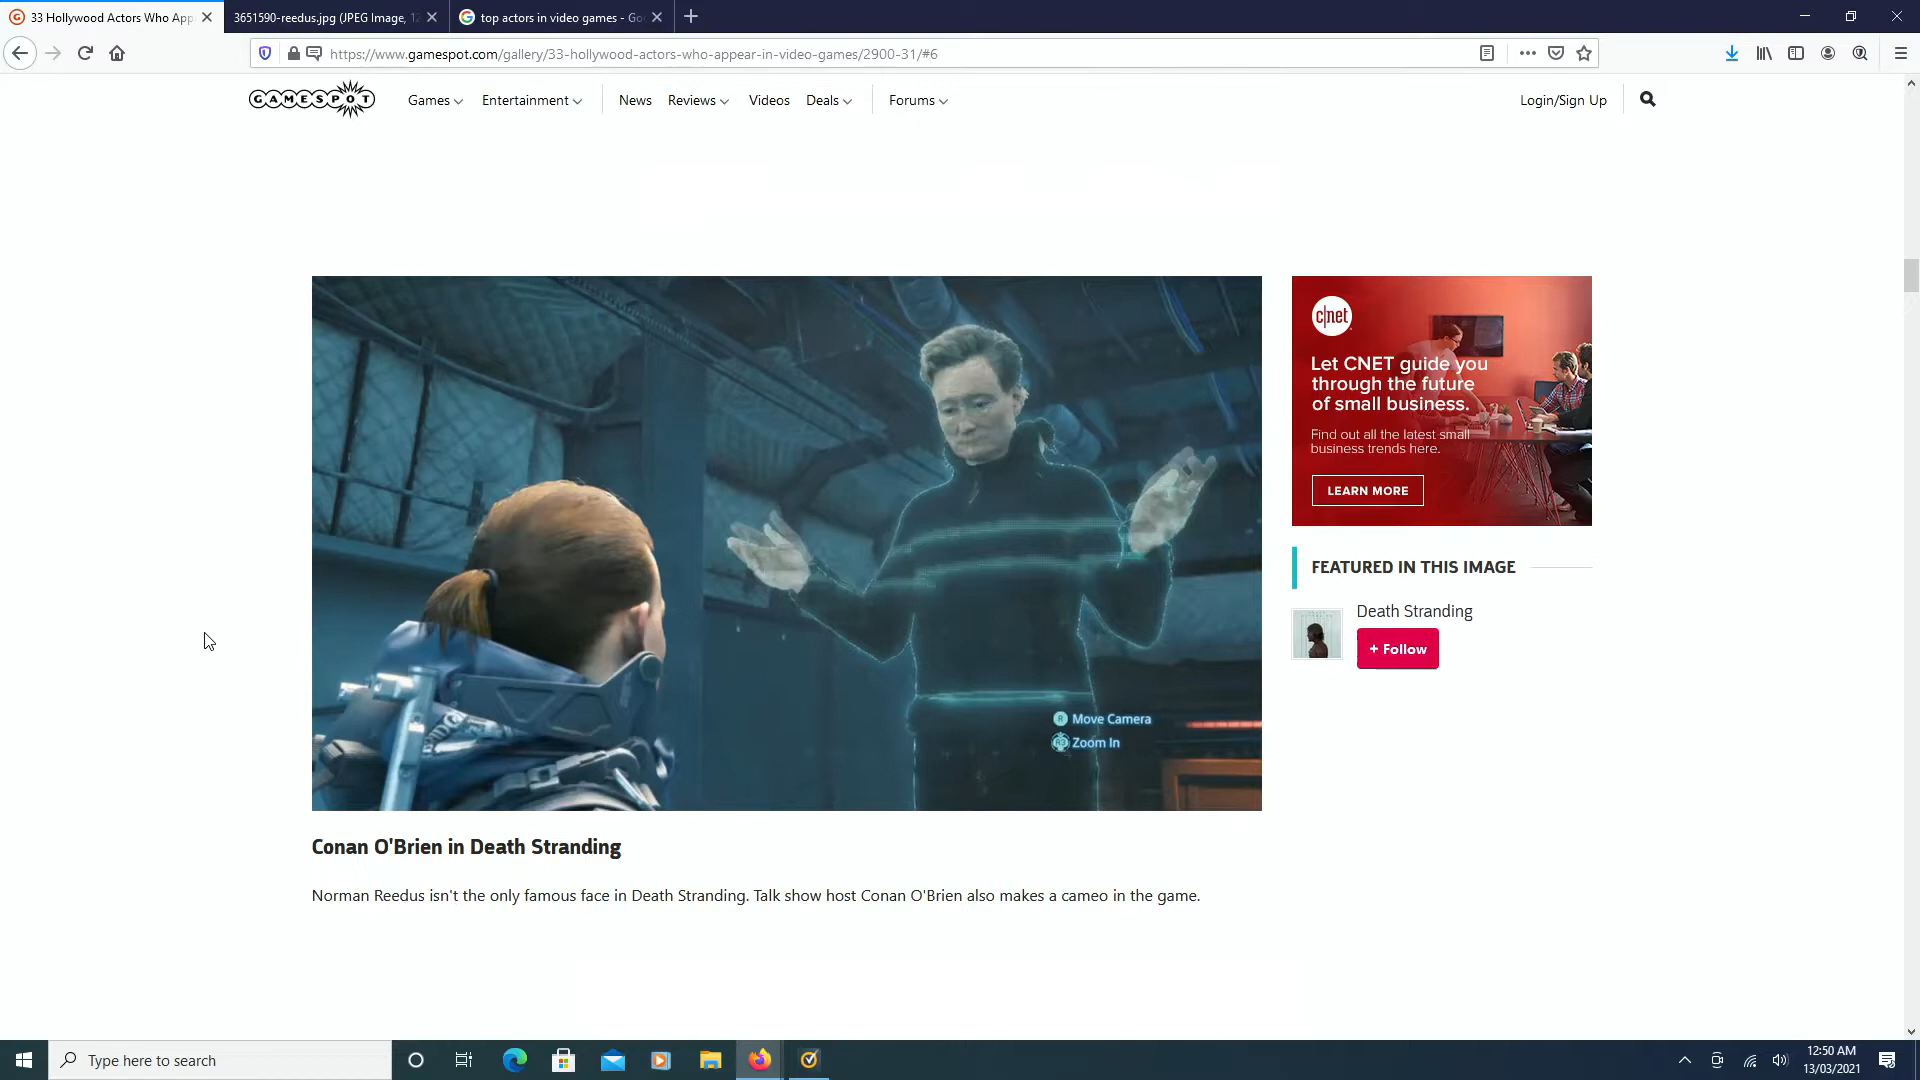 33 Hollywood Actors Who App
3651590-reedus.jpg (JPEG Image, 12
top actors in video games - Go
https://www.gamespot.com/gallery/33-hollywood-actors-who-appear-in-video-games/2900-31/#6
GAMESPOT
Games
Entertainment
News
Reviews
Videos
Deals
Forums
Login/Sign Up
R Move Camera
R3 Zoom In
c|net
Let CNET guide you
through the future
of small business.
Find out all the latest small
business trends here.
LEARN MORE
FEATURED IN THIS IMAGE
Death Stranding
+ Follow
Conan O'Brien in Death Stranding
Norman Reedus isn't the only famous face in Death Stranding. Talk show host Conan O'Brien also makes a cameo in the game.
Type here to search
12:50 AM
13/03/2021